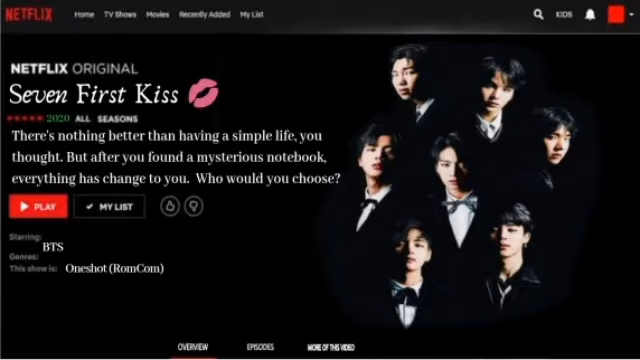 NETFLIX Home TV Shows Movies Recently Added My List KIDS
NETFLIX ORIGINAL
Seven First Kiss
2020 ALL SEASONS
There's nothing better than having a simple life, you
thought. But after you found a mysterious notebook,
everything has change to you. Who would you choose?
PLAY MY LIST
Starring:
BTS
Genres:
This show is: Oneshot (RomCom)
OVERVIEW EPISODES MORE OF THIS VIDEO